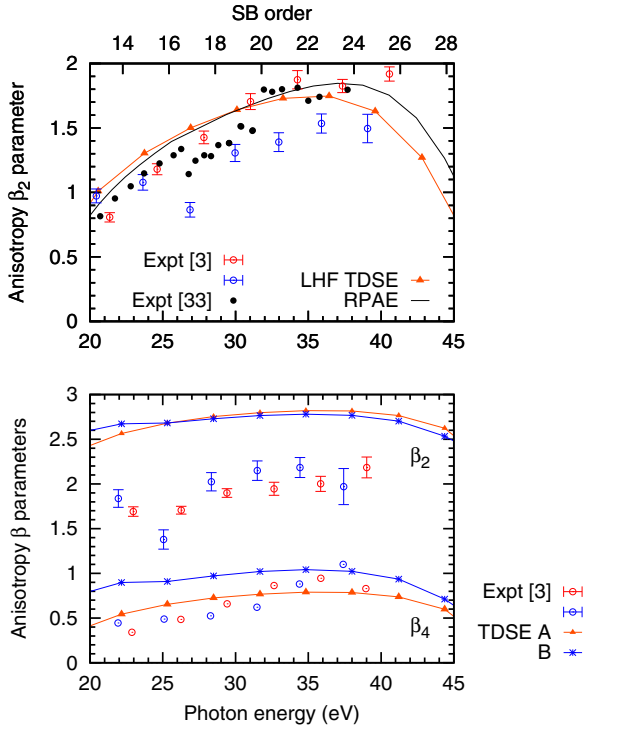 SB order
14 16 18 20 22 24 26 28
2
1.5
1
0.5
0
Anisotropy β2 parameter
Expt [3]
Expt [33]
LHF TDSE
RPAE
20 25 30 35 40 45
3
2.5
2
1.5
1
0.5
0
Anisotropy β parameters
β2
β4
20 25 30 35 40 45
Photon energy (eV)
Expt [3]
TDSE A
B